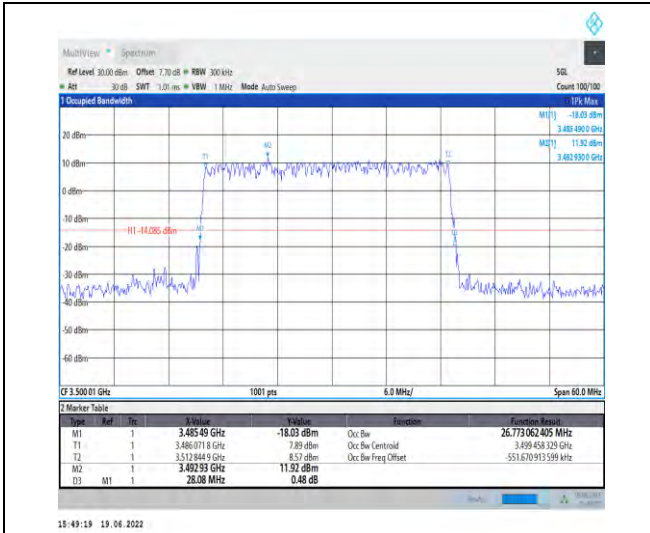 MultiView Spectrum
Ref Level 30.00 dBm Offset 7.70 dB RBW 300 kHz SGL
Att 30 dB SWT 1.01 ms VBW 1 MHz Mode Auto Sweep Count 100/100
1 Occupied Bandwidth 1Pk Max
M1[1] -18.03 dBm
3.485 490 0 GHz
20 dBm M2[1] 11.92 dBm
3.492 930 0 GHz
M2
T1 T2
10 dBm
0 dBm
-10 dBm
H1 -14.085 dBm M1
-20 dBm
-30 dBm
-40 dBm
-50 dBm
-60 dBm
CF 3.500 01 GHz 1001 pts 6.0 MHz/ Span 60.0 MHz
2 Marker Table
Type Ref Trc X-Value Y-Value Function Function Result
M1 1 3.485 49 GHz -18.03 dBm Occ Bw 26.773 062 405 MHz
T1 1 3.486 071 8 GHz 7.89 dBm Occ Bw Centroid 3.499 458 329 GHz
T2 1 3.512 844 9 GHz 8.57 dBm Occ Bw Freq Offset -551.670 913 599 kHz
M2 1 3.492 93 GHz 11.92 dBm
D3 M1 1 28.08 MHz 0.48 dB
15:49:19 19.06.2022